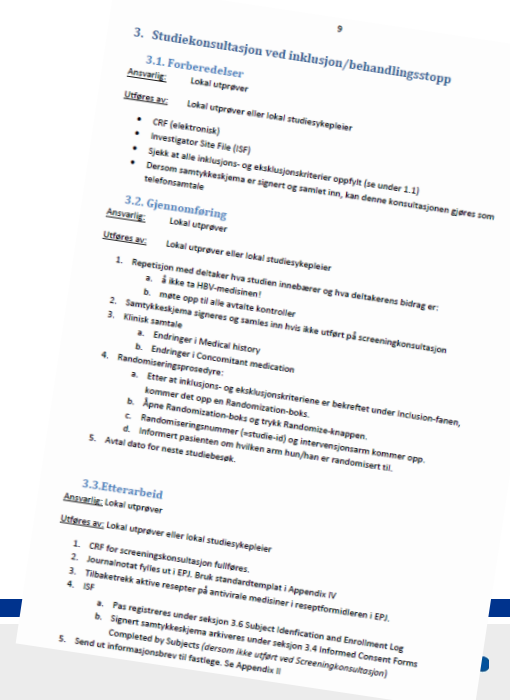 9
3. Studiekonsultasjon ved inklusjon/behandlingsstopp
3.1. Forberedelser
Ansvarlig: Lokal utprøver
Utføres av: Lokal utprøver eller lokal studiesykepleier
• CRF (elektronisk)
• Investigator Site File (ISF)
• Sjekk at alle inklusjons- og eksklusjonskriterier oppfylt (se under 1.1)
• Dersom samtykkeskjema er signert og samlet inn, kan denne konsultasjonen gjøres som
telefonsamtale
3.2. Gjennomføring
Ansvarlig: Lokal utprøver
Utføres av: Lokal utprøver eller lokal studiesykepleier
1. Repetisjon med deltaker hva studien innebærer og hva deltakerens bidrag er:
a. å ikke ta HBV-medisinen!
b. møte opp til alle avtalte kontroller
2. Samtykkeskjema signeres og samles inn hvis ikke utført på screeningkonsultasjon
3. Klinisk samtale
a. Endringer i Medical history
b. Endringer i Concomitant medication
4. Randomiseringsprosedyre:
a. Etter at inklusjons- og eksklusjonskriteriene er bekreftet under Inclusion-fanen,
kommer det opp en Randomization-boks.
b. Åpne Randomization-boks og trykk Randomize-knappen.
c. Randomiseringsnummer (=studie-id) og intervensjonsarm kommer opp.
d. Informert pasienten om hvilken arm hun/han er randomisert til.
5. Avtal dato for neste studiebesøk.
3.3.Etterarbeid
Ansvarlig: Lokal utprøver
Utføres av: Lokal utprøver eller lokal studiesykepleier
1. CRF for screeningskonsultasjon fullføres.
2. Journalnotat fylles ut i EPJ. Bruk standardtemplat i Appendix IV
3. Tilbaketrekk aktive resepter på antivirale medisiner i reseptformidleren i EPJ.
4. ISF
a. Pas registreres under seksjon 3.6 Subject Idenfication and Enrollment Log
b. Signert samtykkeskjema arkiveres under seksjon 3.4 Informed Consent Forms
Completed by Subjects (dersom ikke utført ved Screeningkonsultasjon)
5. Send ut informasjonsbrev til fastlege. Se Appendix II